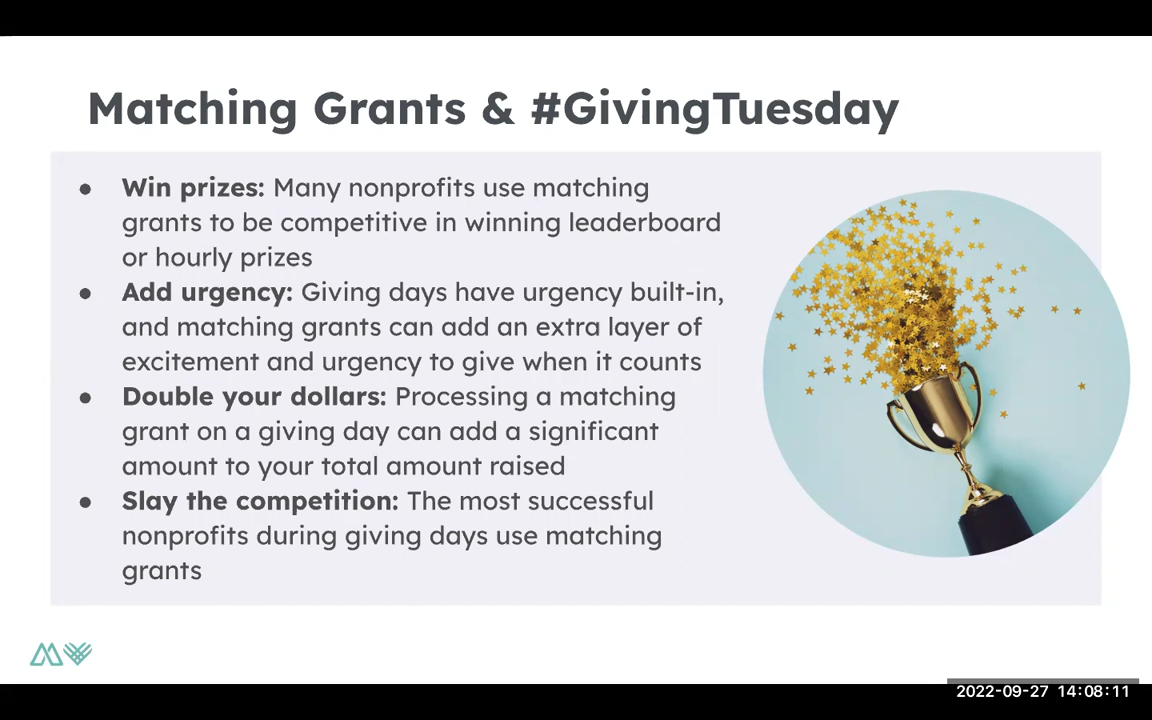 Matching Grants & #GivingTuesday
● Win prizes: Many nonprofits use matching
grants to be competitive in winning leaderboard
or hourly prizes
● Add urgency: Giving days have urgency built-in,
and matching grants can add an extra layer of
excitement and urgency to give when it counts
● Double your dollars: Processing a matching
grant on a giving day can add a significant
amount to your total amount raised
● Slay the competition: The most successful
nonprofits during giving days use matching
grants
2022-09-27 14:08:11